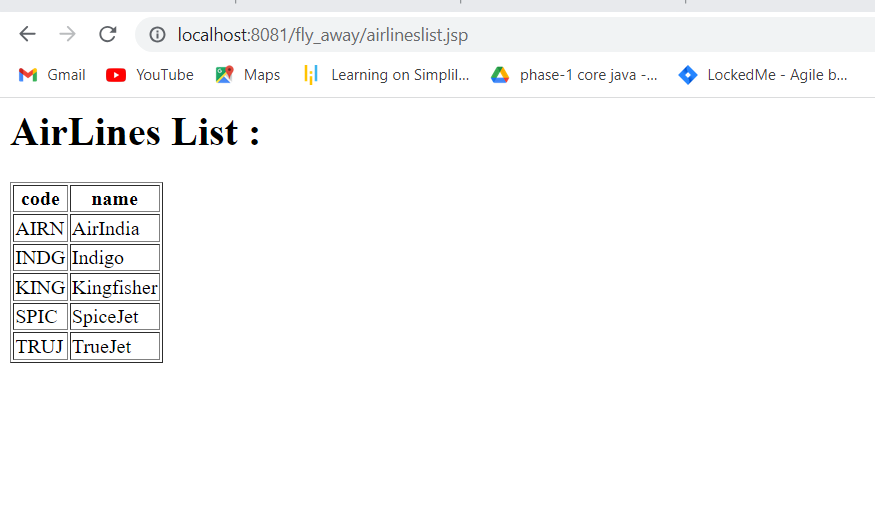 localhost:8081/fly_away/airlineslist.jsp
Gmail YouTube Maps Learning on Simplil... phase-1 core java -... LockedMe - Agile b...
AirLines List :
code name
AIRN AirIndia
INDG Indigo
KING Kingfisher
SPIC SpiceJet
TRUJ TrueJet